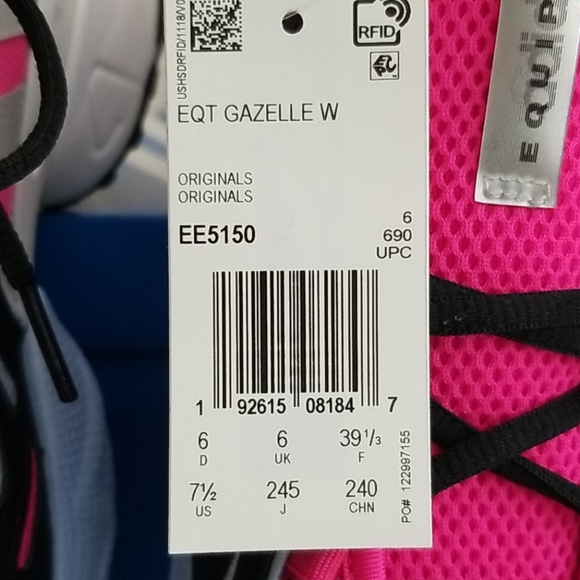 USHSDRFID/1118/V0
RFID
EQT GAZELLE W
ORIGINALS
ORIGINALS
EE5150
6
690
UPC
1 92615 08184 7
6 6 39 1/3
D UK F
7½ 245 240
US J CHN
PO# 122997155
EQUIP